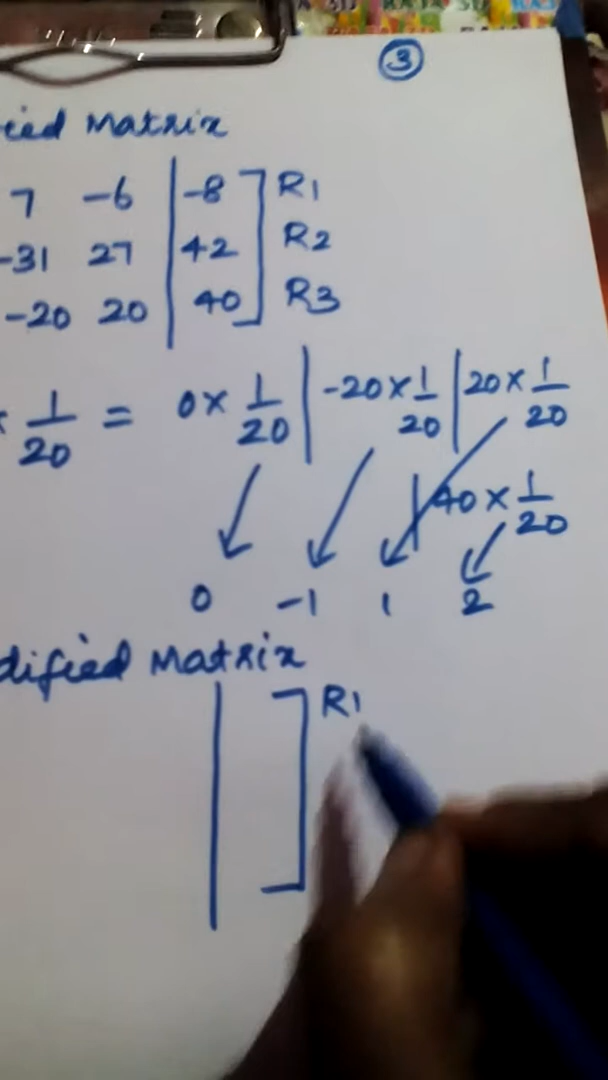 3
ied Matrix
7 -6 | -8 ] R1
-31 27 | 42 ] R2
-20 20 | 40 ] R3
× 1/20 = 0 × 1/20 | -20 × 1/20 | 20 × 1/20
| 40 × 1/20
0 -1 1 2
dified Matrix
| ] R1